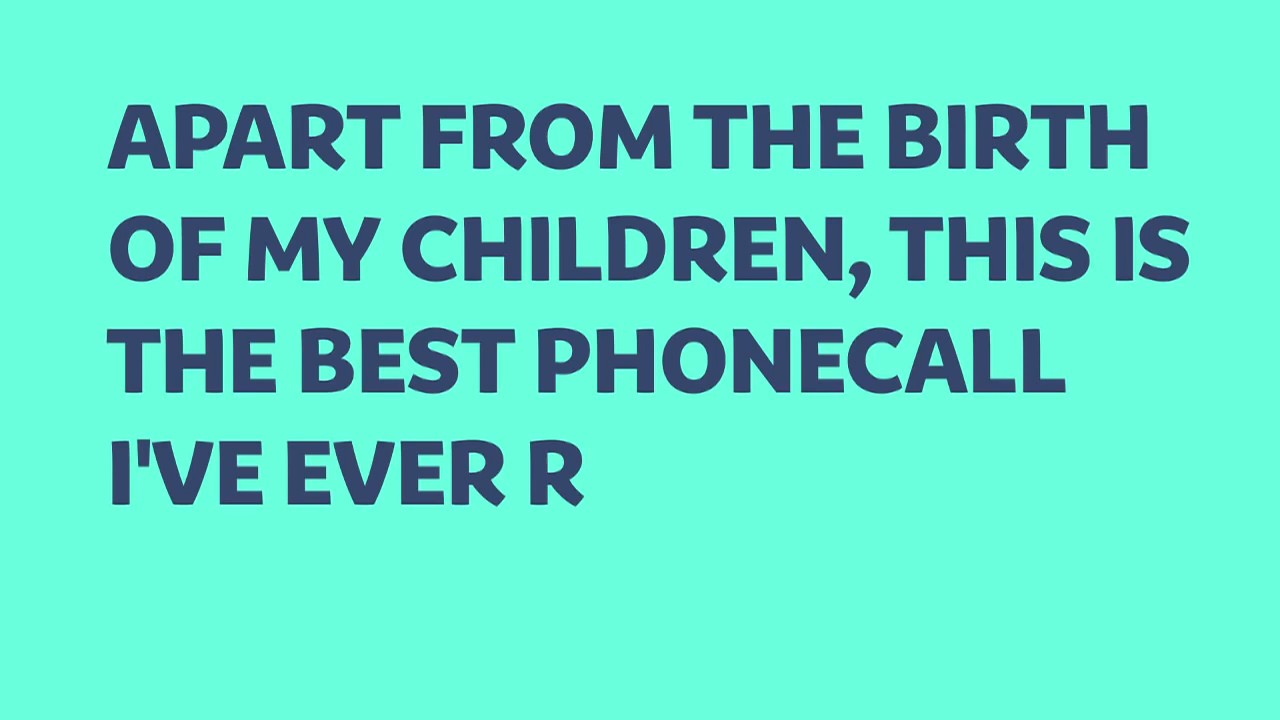 APART FROM THE BIRTH
OF MY CHILDREN, THIS IS
THE BEST PHONECALL
I'VE EVER R